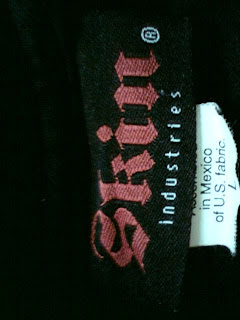 Skin®
industries
in Mexico
of U.S. fabric